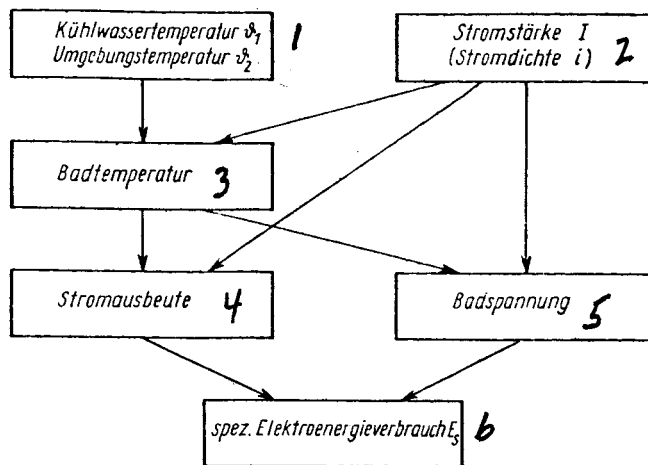 Kühlwassertemperatur ϑ₁
Umgebungstemperatur ϑ₂
1
Stromstärke I
(Stromdichte i)
2
Badtemperatur 3
Stromausbeute 4
Badspannung 5
spez. Elektroenergieverbrauch Eₛ 6